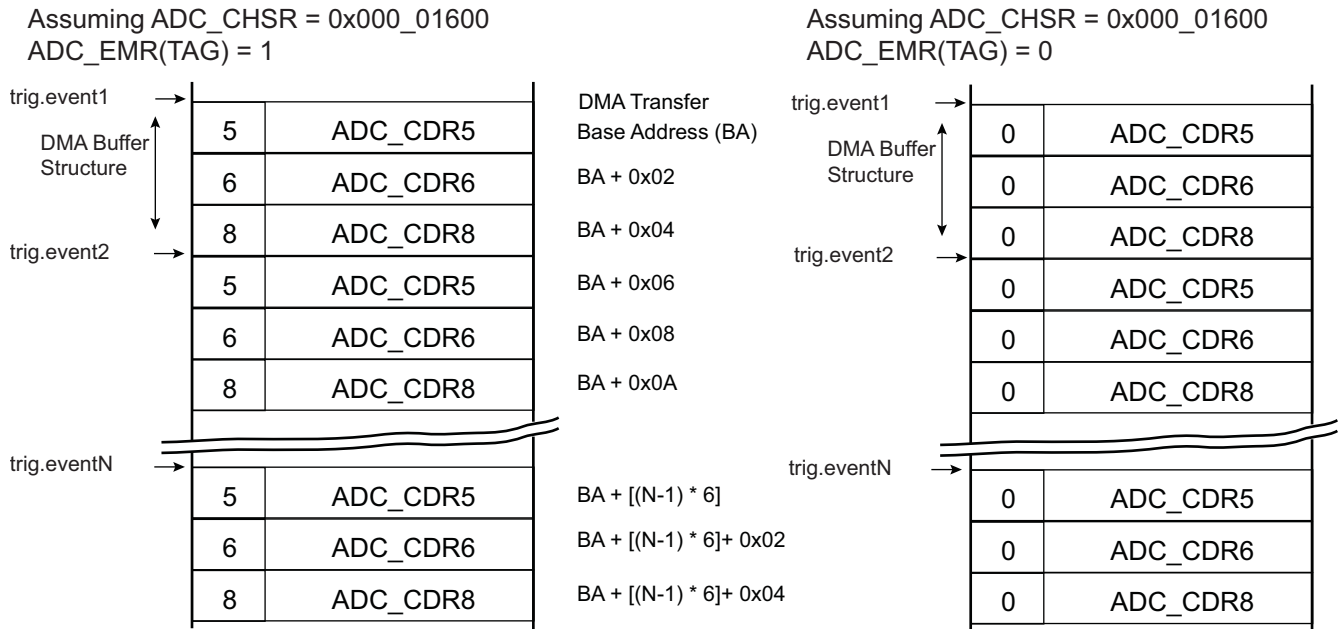 Assuming ADC_CHSR = 0x000_01600
ADC_EMR(TAG) = 1
trig.event1
DMA Buffer
Structure
trig.event2
trig.eventN
5 ADC_CDR5
6 ADC_CDR6
8 ADC_CDR8
5 ADC_CDR5
6 ADC_CDR6
8 ADC_CDR8
5 ADC_CDR5
6 ADC_CDR6
8 ADC_CDR8
DMA Transfer
Base Address (BA)
BA + 0x02
BA + 0x04
BA + 0x06
BA + 0x08
BA + 0x0A
BA + [(N-1) * 6]
BA + [(N-1) * 6]+ 0x02
BA + [(N-1) * 6]+ 0x04
Assuming ADC_CHSR = 0x000_01600
ADC_EMR(TAG) = 0
trig.event1
DMA Buffer
Structure
trig.event2
trig.eventN
0 ADC_CDR5
0 ADC_CDR6
0 ADC_CDR8
0 ADC_CDR5
0 ADC_CDR6
0 ADC_CDR8
0 ADC_CDR5
0 ADC_CDR6
0 ADC_CDR8